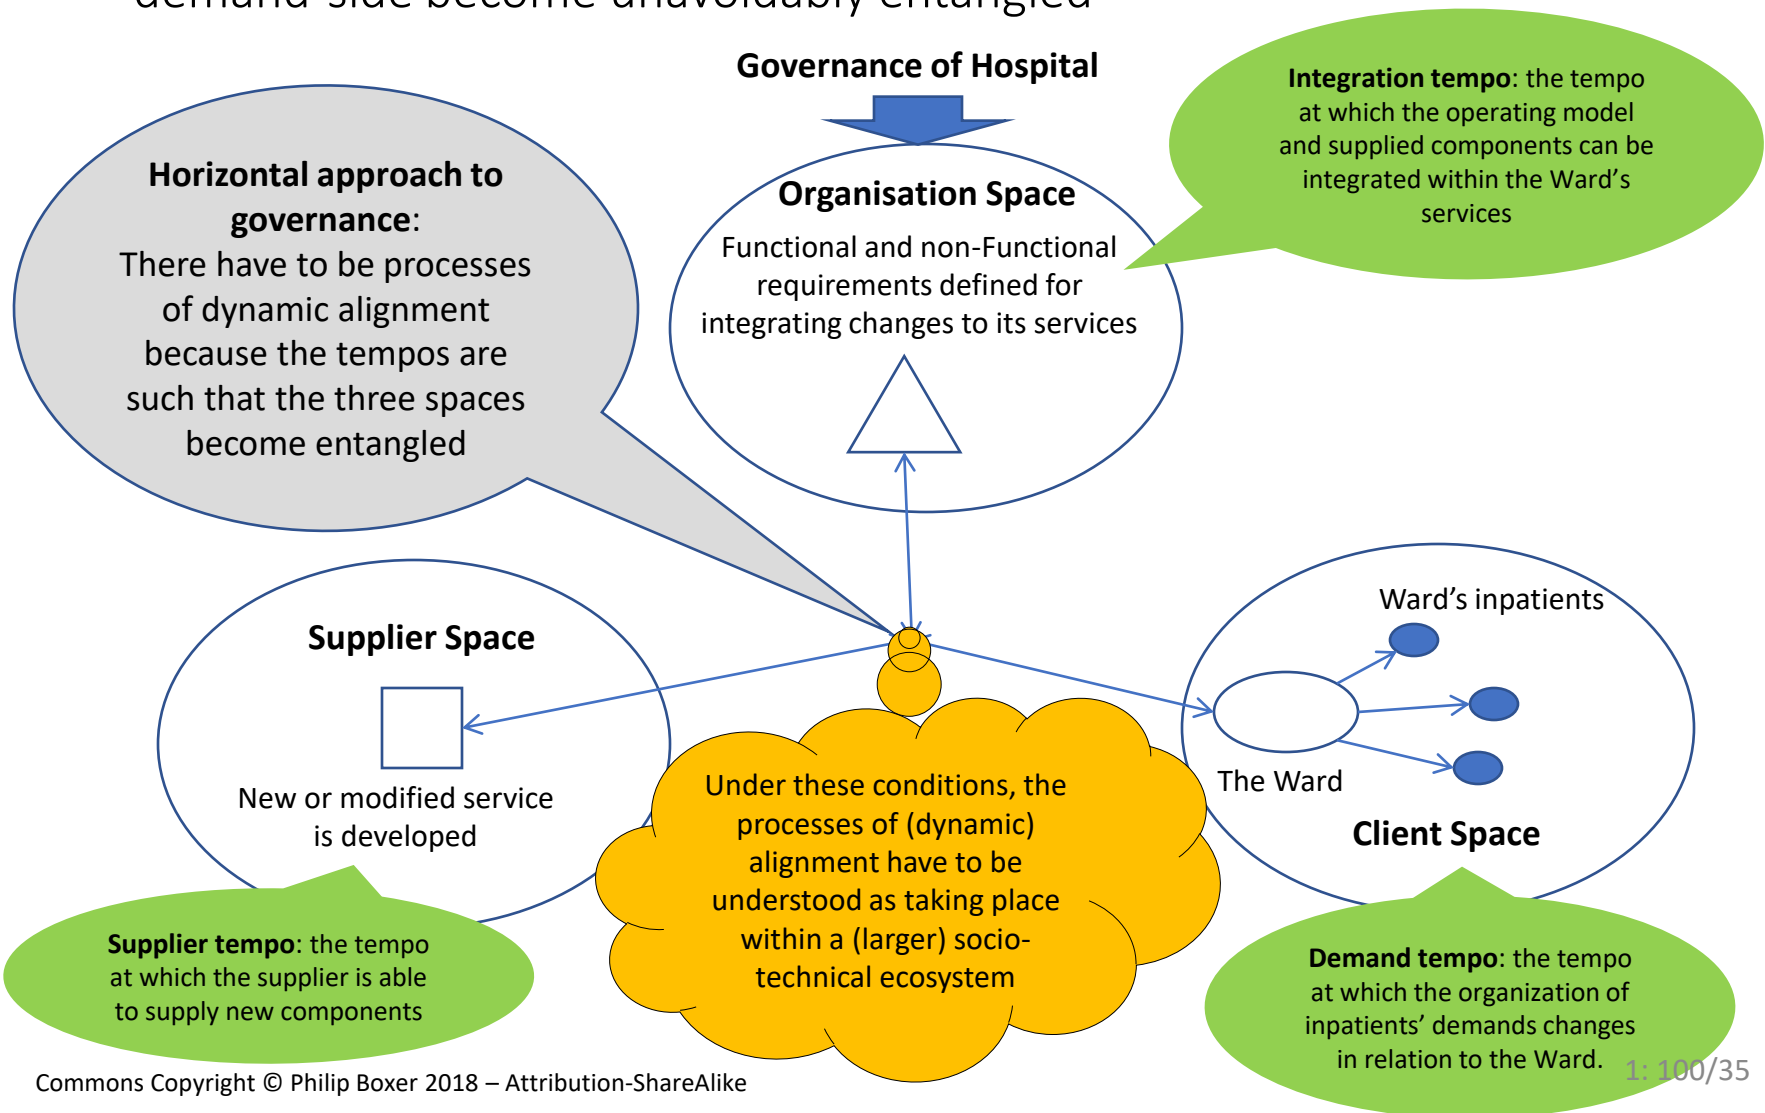 demand-side become unavoidably entangled
Governance of Hospital
Integration tempo: the tempo
at which the operating model
and supplied components can be
integrated within the Ward’s
services
Horizontal approach to
governance:
There have to be processes
of dynamic alignment
because the tempos are
such that the three spaces
become entangled
Organisation Space
Functional and non-Functional
requirements defined for
integrating changes to its services
Supplier Space
New or modified service
is developed
Ward’s inpatients
The Ward
Client Space
Under these conditions, the
processes of (dynamic)
alignment have to be
understood as taking place
within a (larger) socio-
technical ecosystem
Supplier tempo: the tempo
at which the supplier is able
to supply new components
Demand tempo: the tempo
at which the organization of
inpatients’ demands changes
in relation to the Ward.
Commons Copyright © Philip Boxer 2018 – Attribution-ShareAlike
1: 100/35